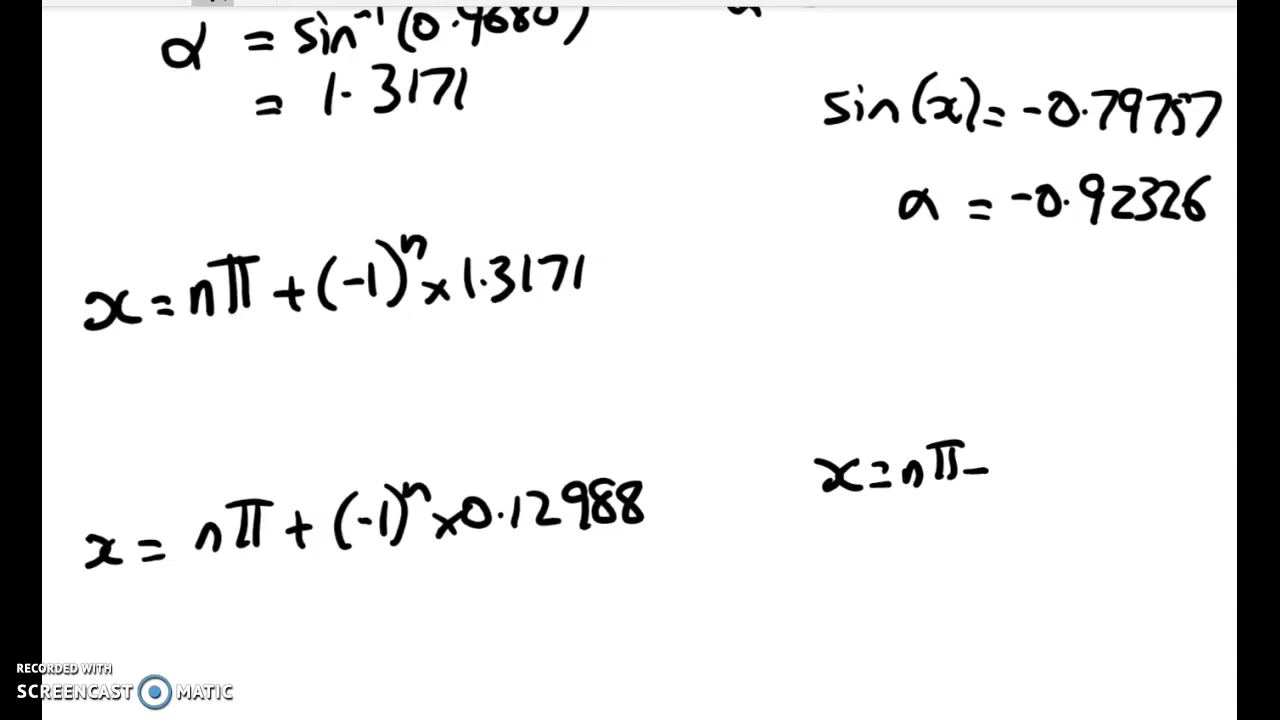 α = sin⁻¹(0.9680)
= 1.3171
sin(x) = -0.79757
α = -0.92326
x = nπ + (-1)ⁿ × 1.3171
x = nπ -
x = nπ + (-1)ⁿ × 0.12988
RECORDED WITH
SCREENCAST MATIC